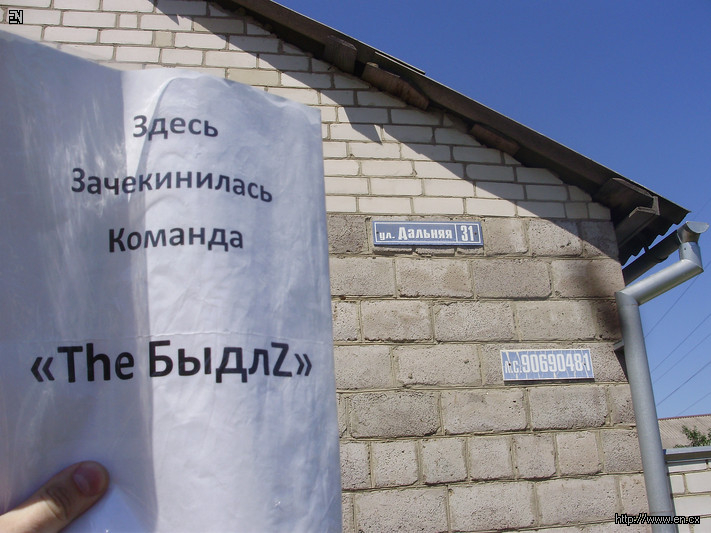 EN
Здесь
Зачекинилась
Команда
«The БыдлZ»
ул. Дальняя 31
Л.С. 90690481
http://www.en.cx